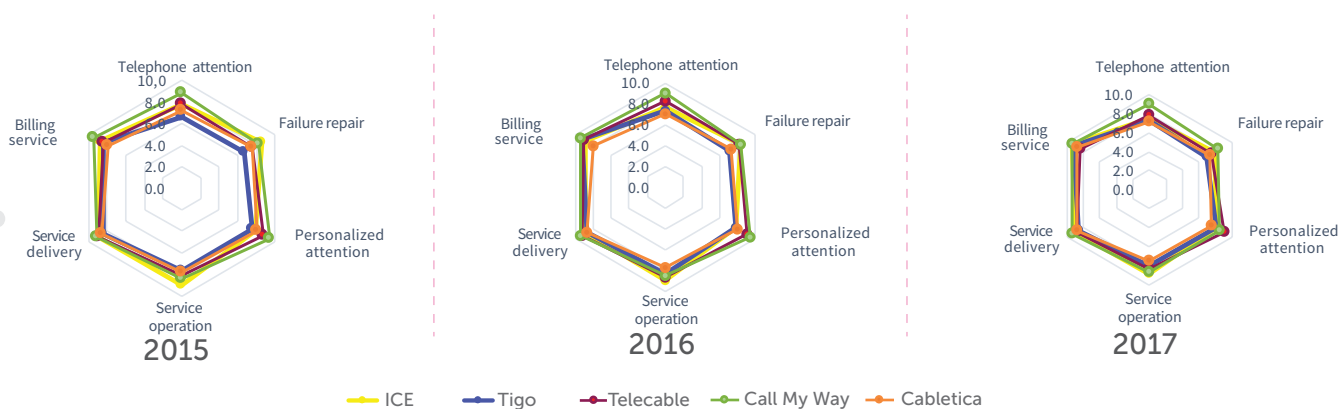 Telephone attention
10,0
8.0
6.0
4.0
2.0
0.0
Failure repair
Personalized
attention
Service
operation
Service
delivery
Billing
service
2015
Telephone attention
10.0
8.0
6.0
4.0
2.0
0.0
Failure repair
Personalized
attention
Service
operation
Service
delivery
Billing
service
2016
Telephone attention
10.0
8.0
6.0
4.0
2.0
0.0
Failure repair
Personalized
attention
Service
operation
Service
delivery
Billing
service
2017
ICE
Tigo
Telecable
Call My Way
Cabletica